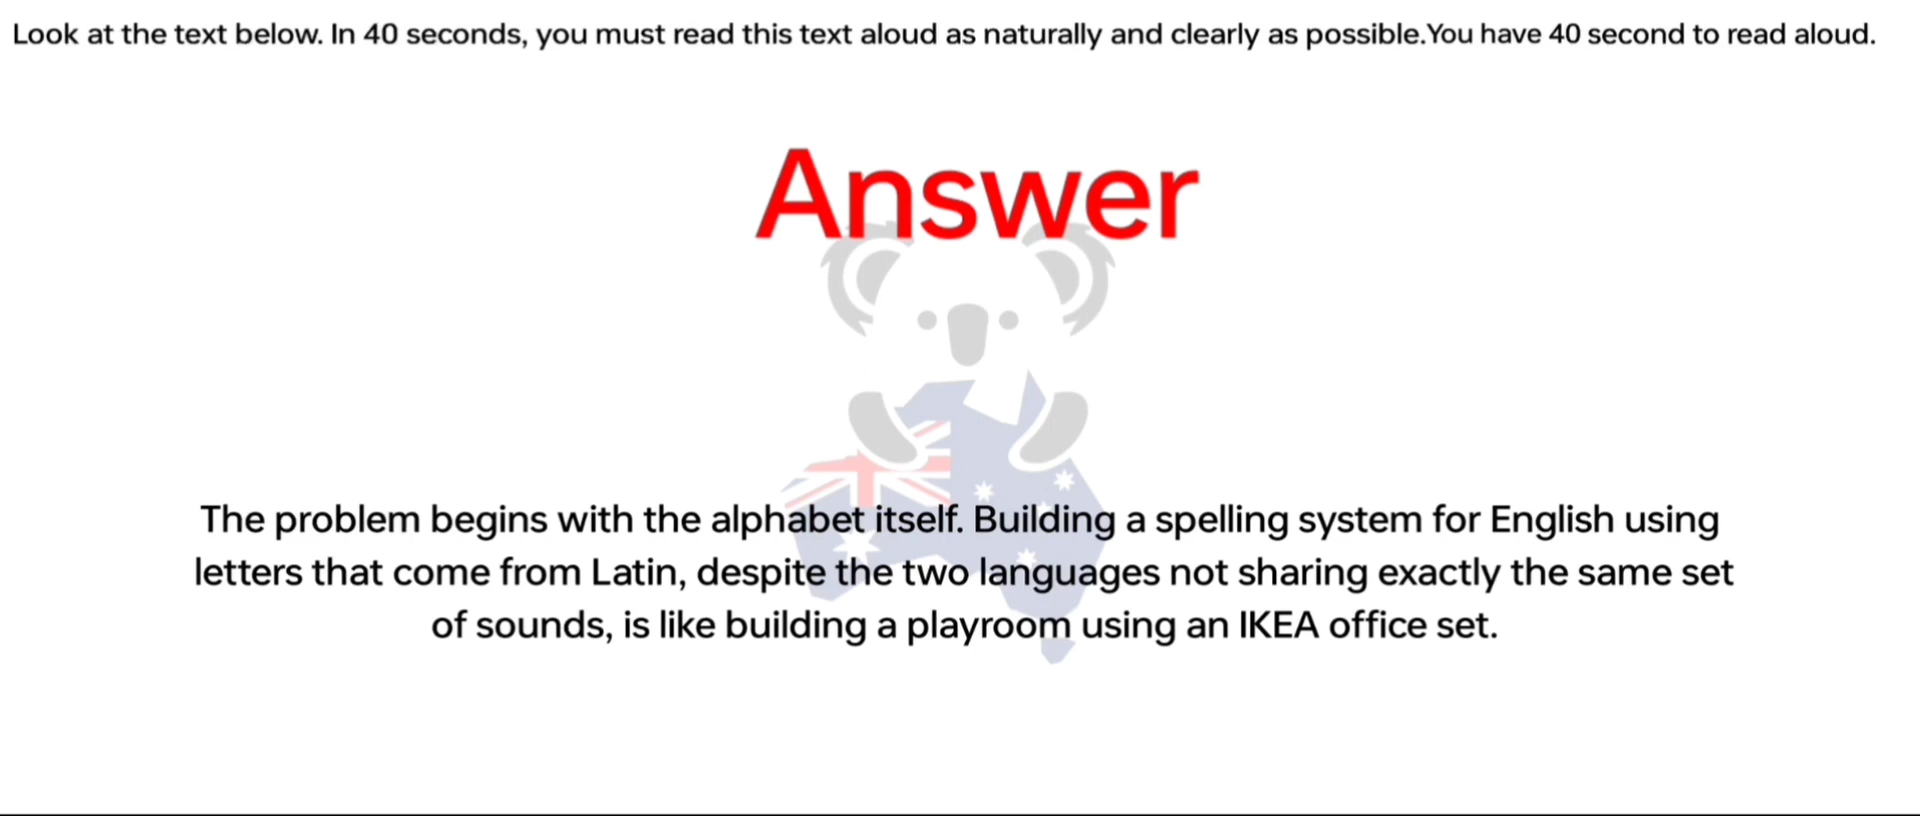 Look at the text below. In 40 seconds, you must read this text aloud as naturally and clearly as possible.You have 40 second to read aloud.
Answer
The problem begins with the alphabet itself. Building a spelling system for English using
letters that come from Latin, despite the two languages not sharing exactly the same set
of sounds, is like building a playroom using an IKEA office set.